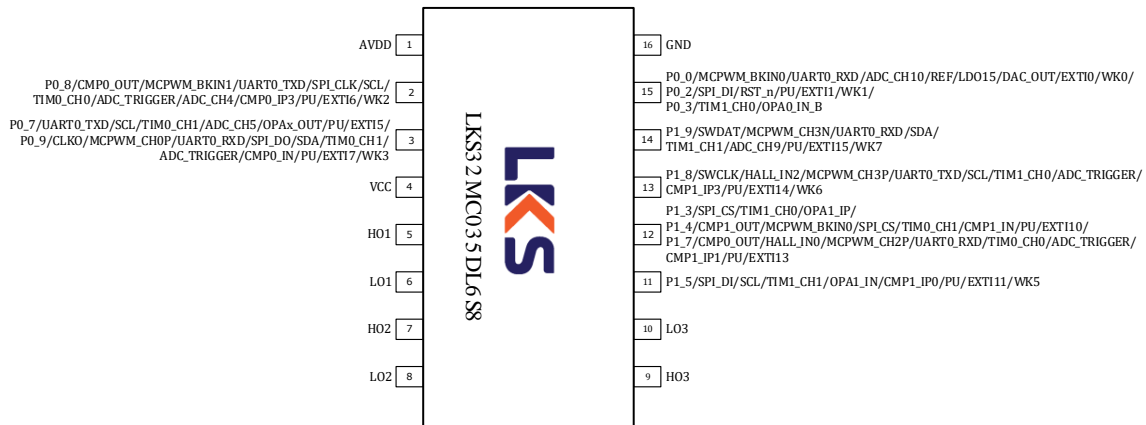 AVDD 1
P0_8/CMP0_OUT/MCPWM_BKIN1/UART0_TXD/SPI_CLK/SCL/
TIM0_CH0/ADC_TRIGGER/ADC_CH4/CMP0_IP3/PU/EXTI6/WK2
2
P0_7/UART0_TXD/SCL/TIM0_CH1/ADC_CH5/OPAx_OUT/PU/EXTI5/
P0_9/CLKO/MCPWM_CH0P/UART0_RXD/SPI_DO/SDA/TIM0_CH1/
ADC_TRIGGER/CMP0_IN/PU/EXTI7/WK3
3
VCC 4
HO1 5
LO1 6
HO2 7
LO2 8
LKS32MC035DL6S8
LKS
16 GND
15
P0_0/MCPWM_BKIN0/UART0_RXD/ADC_CH10/REF/LDO15/DAC_OUT/EXTI0/WK0/
P0_2/SPI_DI/RST_n/PU/EXTI1/WK1/
P0_3/TIM1_CH0/OPA0_IN_B
14
P1_9/SWDAT/MCPWM_CH3N/UART0_RXD/SDA/
TIM1_CH1/ADC_CH9/PU/EXTI15/WK7
13
P1_8/SWCLK/HALL_IN2/MCPWM_CH3P/UART0_TXD/SCL/TIM1_CH0/ADC_TRIGGER/
CMP1_IP3/PU/EXTI14/WK6
12
P1_3/SPI_CS/TIM1_CH0/OPA1_IP/
P1_4/CMP1_OUT/MCPWM_BKIN0/SPI_CS/TIM0_CH1/CMP1_IN/PU/EXTI10/
P1_7/CMP0_OUT/HALL_IN0/MCPWM_CH2P/UART0_RXD/TIM0_CH0/ADC_TRIGGER/
CMP1_IP1/PU/EXTI13
11 P1_5/SPI_DI/SCL/TIM1_CH1/OPA1_IN/CMP1_IP0/PU/EXTI11/WK5
10 LO3
9 HO3